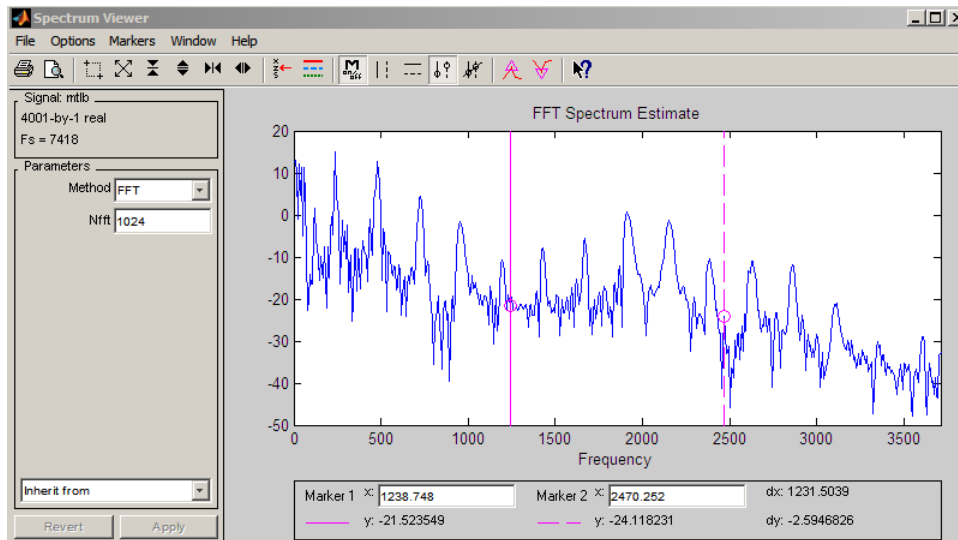 Spectrum Viewer
File Options Markers Window Help
M
on/off
Signal: mtlb
4001-by-1 real
Fs = 7418
Parameters
Method FFT
Nfft 1024
Inherit from
Revert Apply
FFT Spectrum Estimate
20
10
0
-10
-20
-30
-40
-50
0 500 1000 1500 2000 2500 3000 3500
Frequency
Marker 1 x: 1238.748 Marker 2 x: 2470.252 dx: 1231.5039
y: -21.523549 y: -24.118231 dy: -2.5946826